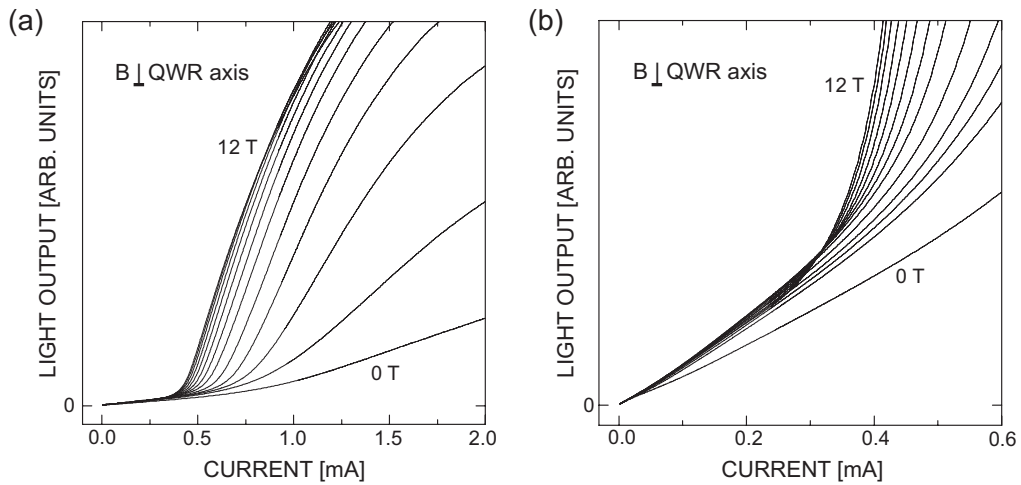 (a)
LIGHT OUTPUT [ARB. UNITS]
B⊥QWR axis
12 T
0 T
0
0.0 0.5 1.0 1.5 2.0
CURRENT [mA]
(b)
LIGHT OUTPUT [ARB. UNITS]
B⊥QWR axis
12 T
0 T
0
0.0 0.2 0.4 0.6
CURRENT [mA]